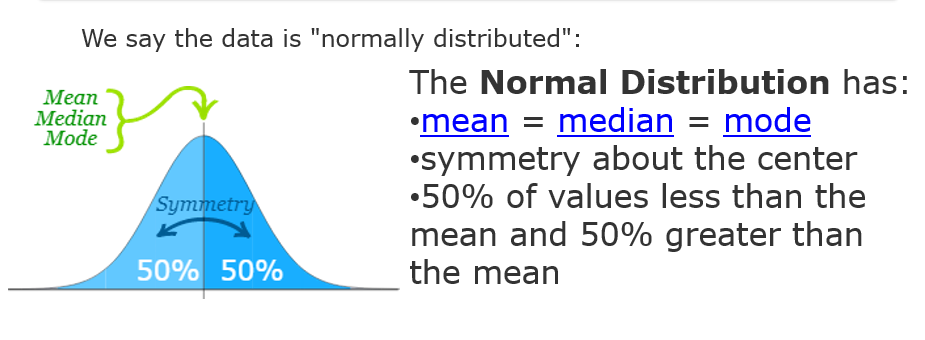 We say the data is "normally distributed":
Mean
Median
Mode
Symmetry
50% 50%
The Normal Distribution has:
•mean = median = mode
•symmetry about the center
•50% of values less than the
mean and 50% greater than
the mean